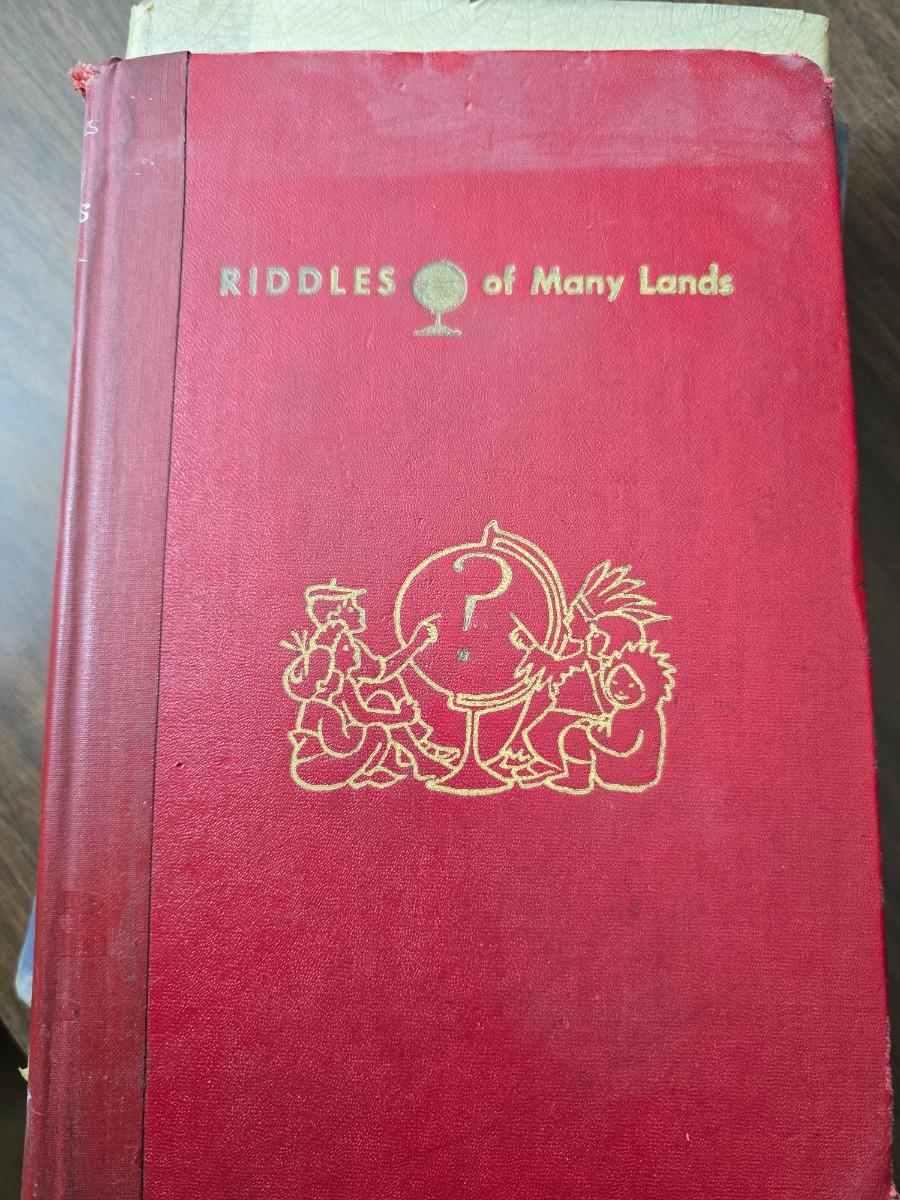 RIDDLES of Many Lands
?